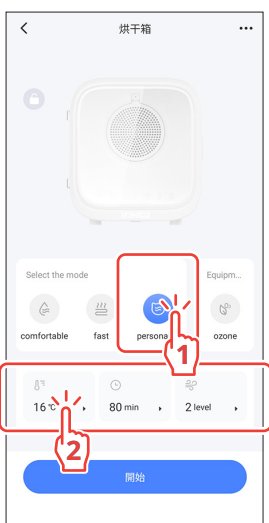 烘干箱
Select the mode
Equipm...
comfortable
fast
persona
ozone
1
16 ℃
80 min
2 level
2
開始